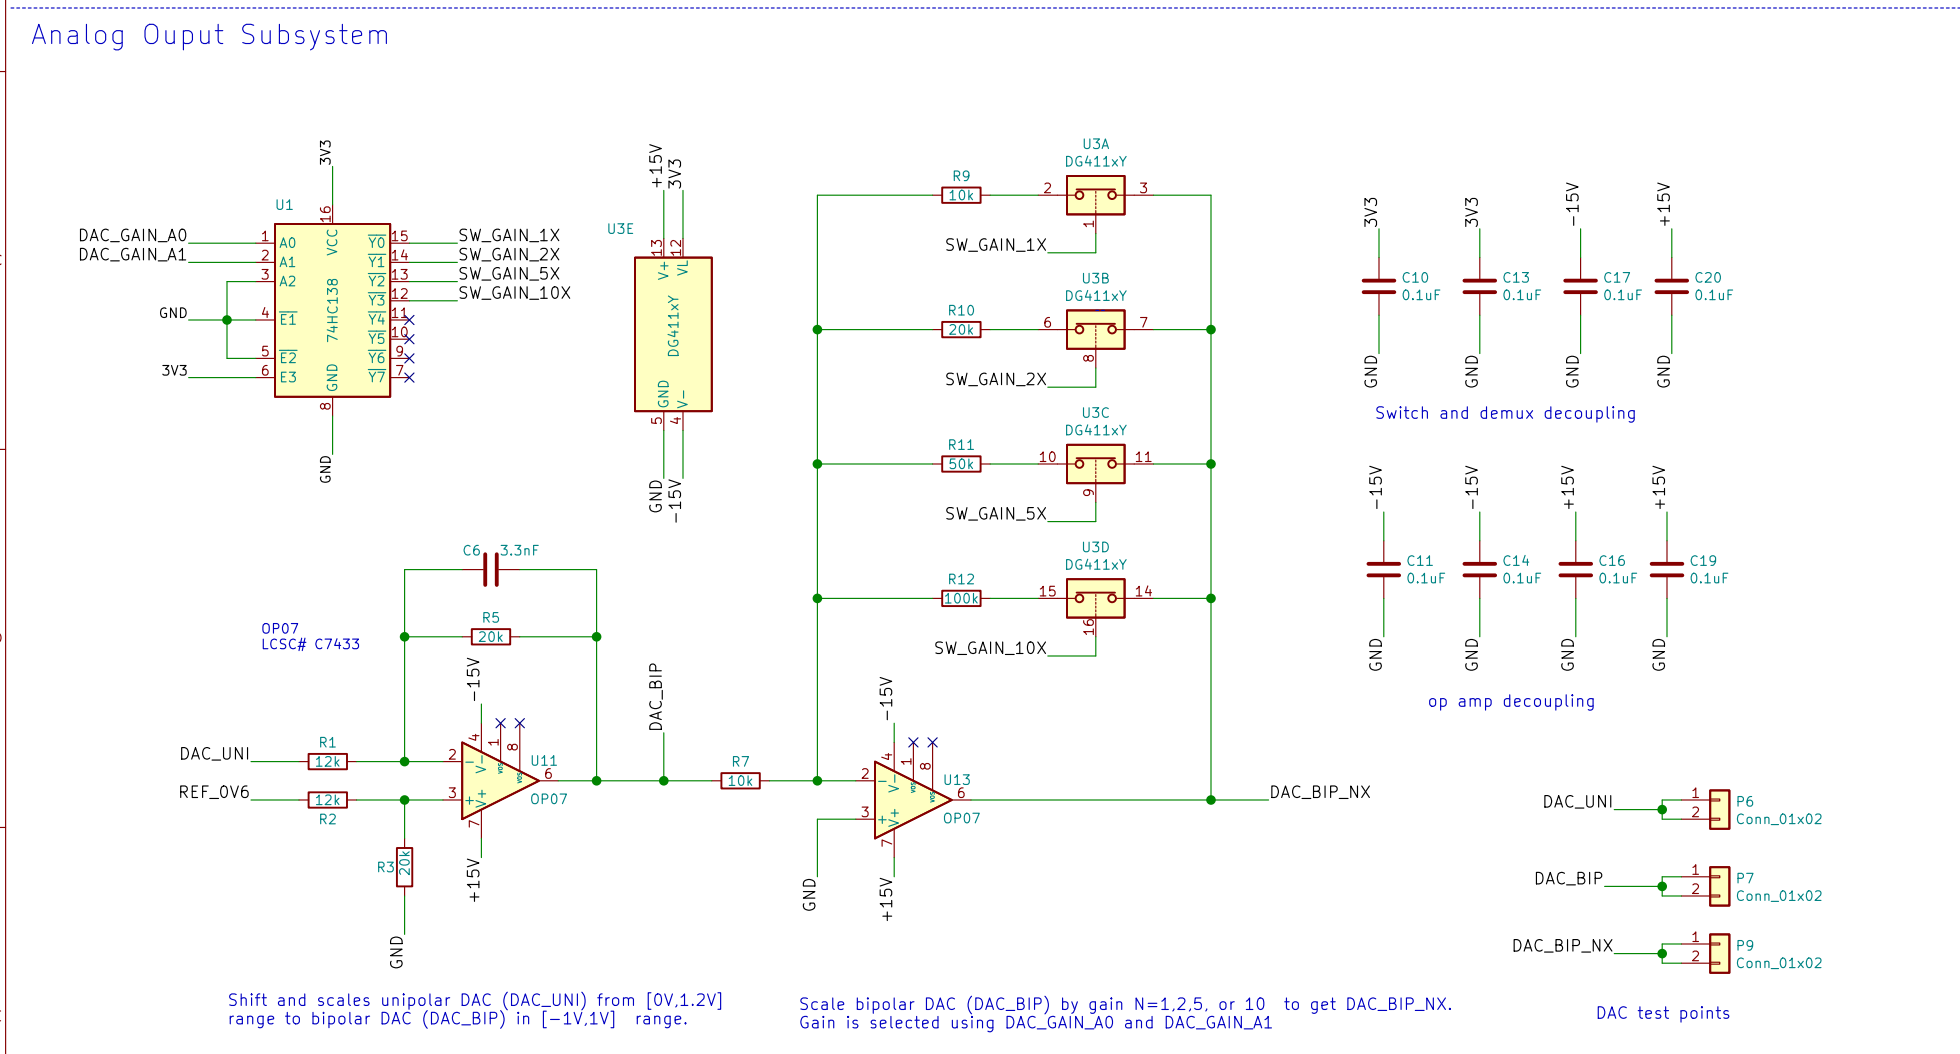 Analog Ouput Subsystem
3V3
U1
16
VCC
DAC_GAIN_A0
1
A0
Y0
15
SW_GAIN_1X
DAC_GAIN_A1
2
A1
Y1
14
SW_GAIN_2X
3
A2
Y2
13
SW_GAIN_5X
Y3
12
SW_GAIN_10X
74HC138
GND
4
E1
Y4
11
Y5
10
5
E2
Y6
9
3V3
6
E3
Y7
7
GND
8
GND
+15V
3V3
U3E
13
12
V+
VL
DG411xY
GND
V-
5
4
GND
-15V
U3A
DG411xY
R9
10k
2
3
1
SW_GAIN_1X
U3B
DG411xY
R10
20k
6
7
8
SW_GAIN_2X
U3C
DG411xY
R11
50k
10
11
9
SW_GAIN_5X
U3D
DG411xY
R12
100k
15
14
16
SW_GAIN_10X
3V3
C10
0.1uF
GND
3V3
C13
0.1uF
GND
-15V
C17
0.1uF
GND
+15V
C20
0.1uF
GND
Switch and demux decoupling
-15V
C11
0.1uF
GND
-15V
C14
0.1uF
GND
+15V
C16
0.1uF
GND
+15V
C19
0.1uF
GND
op amp decoupling
C6
3.3nF
R5
20k
OP07
LCSC# C7433
-15V
DAC_UNI
R1
12k
2
-
4
V-
1
VOS
8
VOS
U11
6
OP07
REF_0V6
12k
R2
3
+
V+
7
+15V
R3
20k
GND
DAC_BIP
R7
10k
-15V
2
-
4
V-
1
VOS
8
VOS
U13
6
OP07
3
+
V+
7
GND
+15V
DAC_BIP_NX
DAC_UNI
1
2
P6
Conn_01x02
DAC_BIP
1
2
P7
Conn_01x02
DAC_BIP_NX
1
2
P9
Conn_01x02
DAC test points
Shift and scales unipolar DAC (DAC_UNI) from [0V,1.2V]
range to bipolar DAC (DAC_BIP) in [-1V,1V]  range.
Scale bipolar DAC (DAC_BIP) by gain N=1,2,5, or 10  to get DAC_BIP_NX.
Gain is selected using DAC_GAIN_A0 and DAC_GAIN_A1